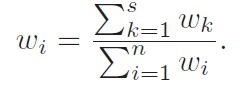 $w_i = \frac{\sum_{k=1}^{s} w_k}{\sum_{i=1}^{n} w_i}.$